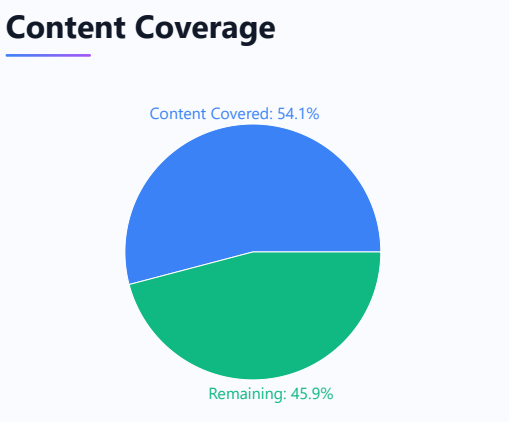 Content Coverage
Content Covered: 54.1%
Remaining: 45.9%